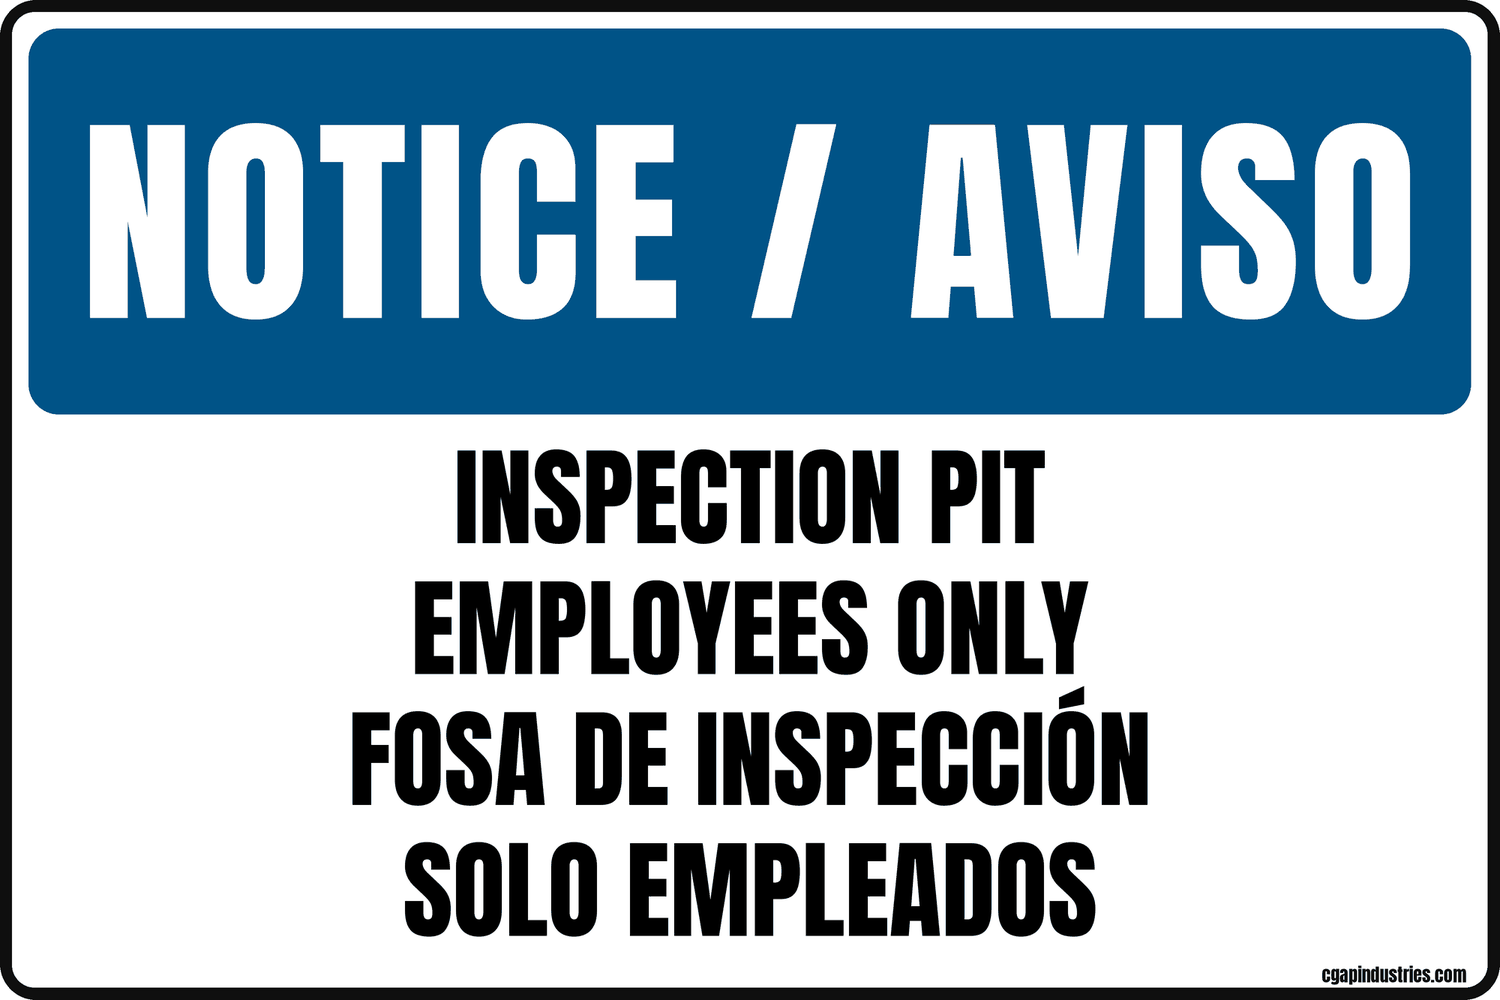 NOTICE / AVISO
INSPECTION PIT
EMPLOYEES ONLY
FOSA DE INSPECCIÓN
SOLO EMPLEADOS
cgapindustries.com